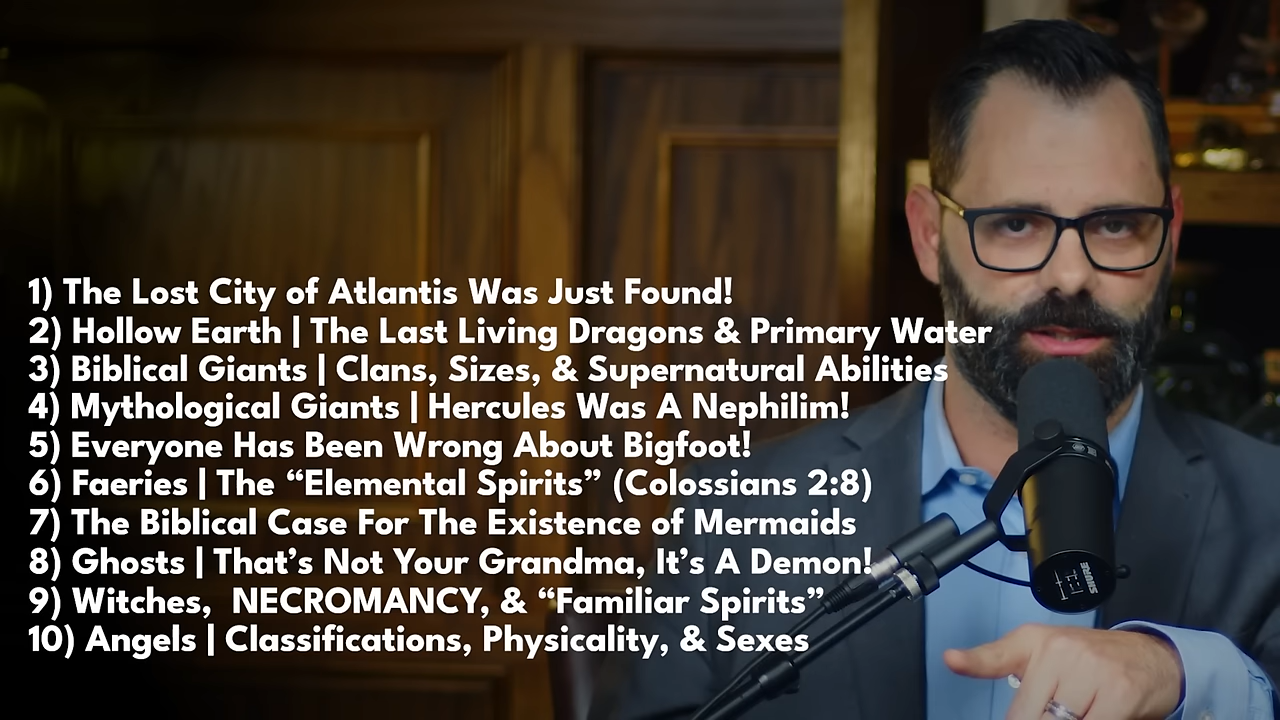 1) The Lost City of Atlantis Was Just Found!
2) Hollow Earth | The Last Living Dragons & Primary Water
3) Biblical Giants | Clans, Sizes, & Supernatural Abilities
4) Mythological Giants | Hercules Was A Nephilim!
5) Everyone Has Been Wrong About Bigfoot!
6) Faeries | The “Elemental Spirits” (Colossians 2:8)
7) The Biblical Case For The Existence of Mermaids
8) Ghosts | That’s Not Your Grandma, It’s A Demon!
9) Witches,  NECROMANCY, & “Familiar Spirits”
10) Angels | Classifications, Physicality, & Sexes
SHURE